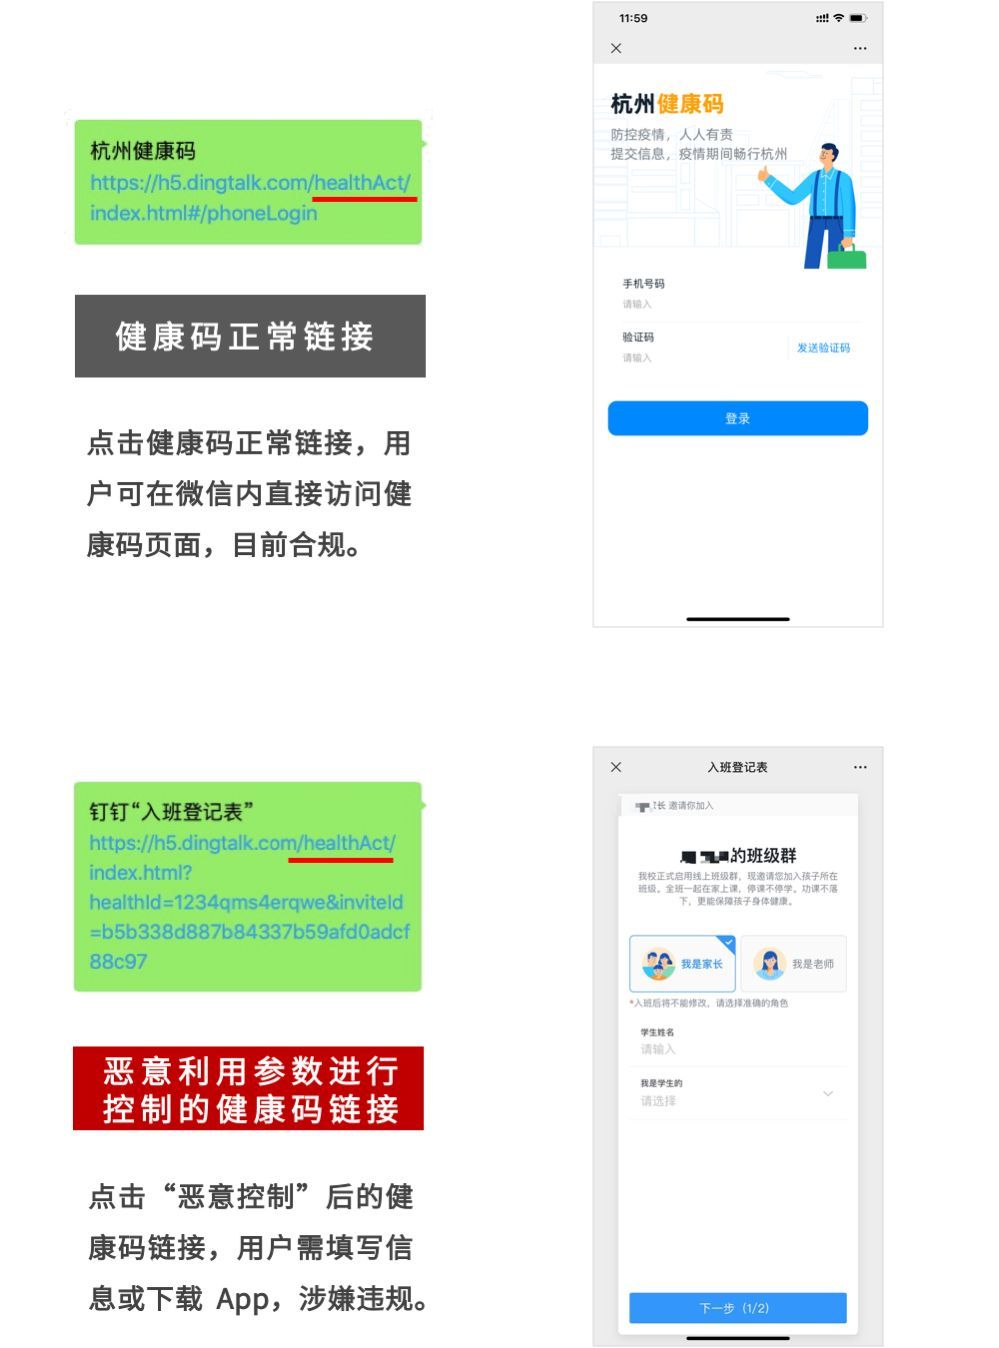 杭州健康码
https://h5.dingtalk.com/healthAct/
index.html#/phoneLogin
健康码正常链接
点击健康码正常链接，用
户可在微信内直接访问健
康码页面，目前合规。
11:59
杭州健康码
防控疫情，人人有责
提交信息，疫情期间畅行杭州
手机号码
请输入
验证码
请输入
发送验证码
登录
钉钉“入班登记表”
https://h5.dingtalk.com/healthAct/
index.html?
healthId=1234qms4erqwe&inviteId
=b5b338d887b84337b59afd0adcf
88c97
恶意利用参数进行
控制的健康码链接
点击“恶意控制”后的健
康码链接，用户需填写信
息或下载 App，涉嫌违规。
入班登记表
长 邀请你加入
的班级群
我校正式启用线上班级群，现邀请您加入孩子所在
班级。全班一起在家上课，停课不停学。功课不落
下，更能保障孩子身体健康。
我是家长
我是老师
*入班后将不能修改，请选择准确的角色
学生姓名
请输入
我是学生的
请选择
下一步（1/2）